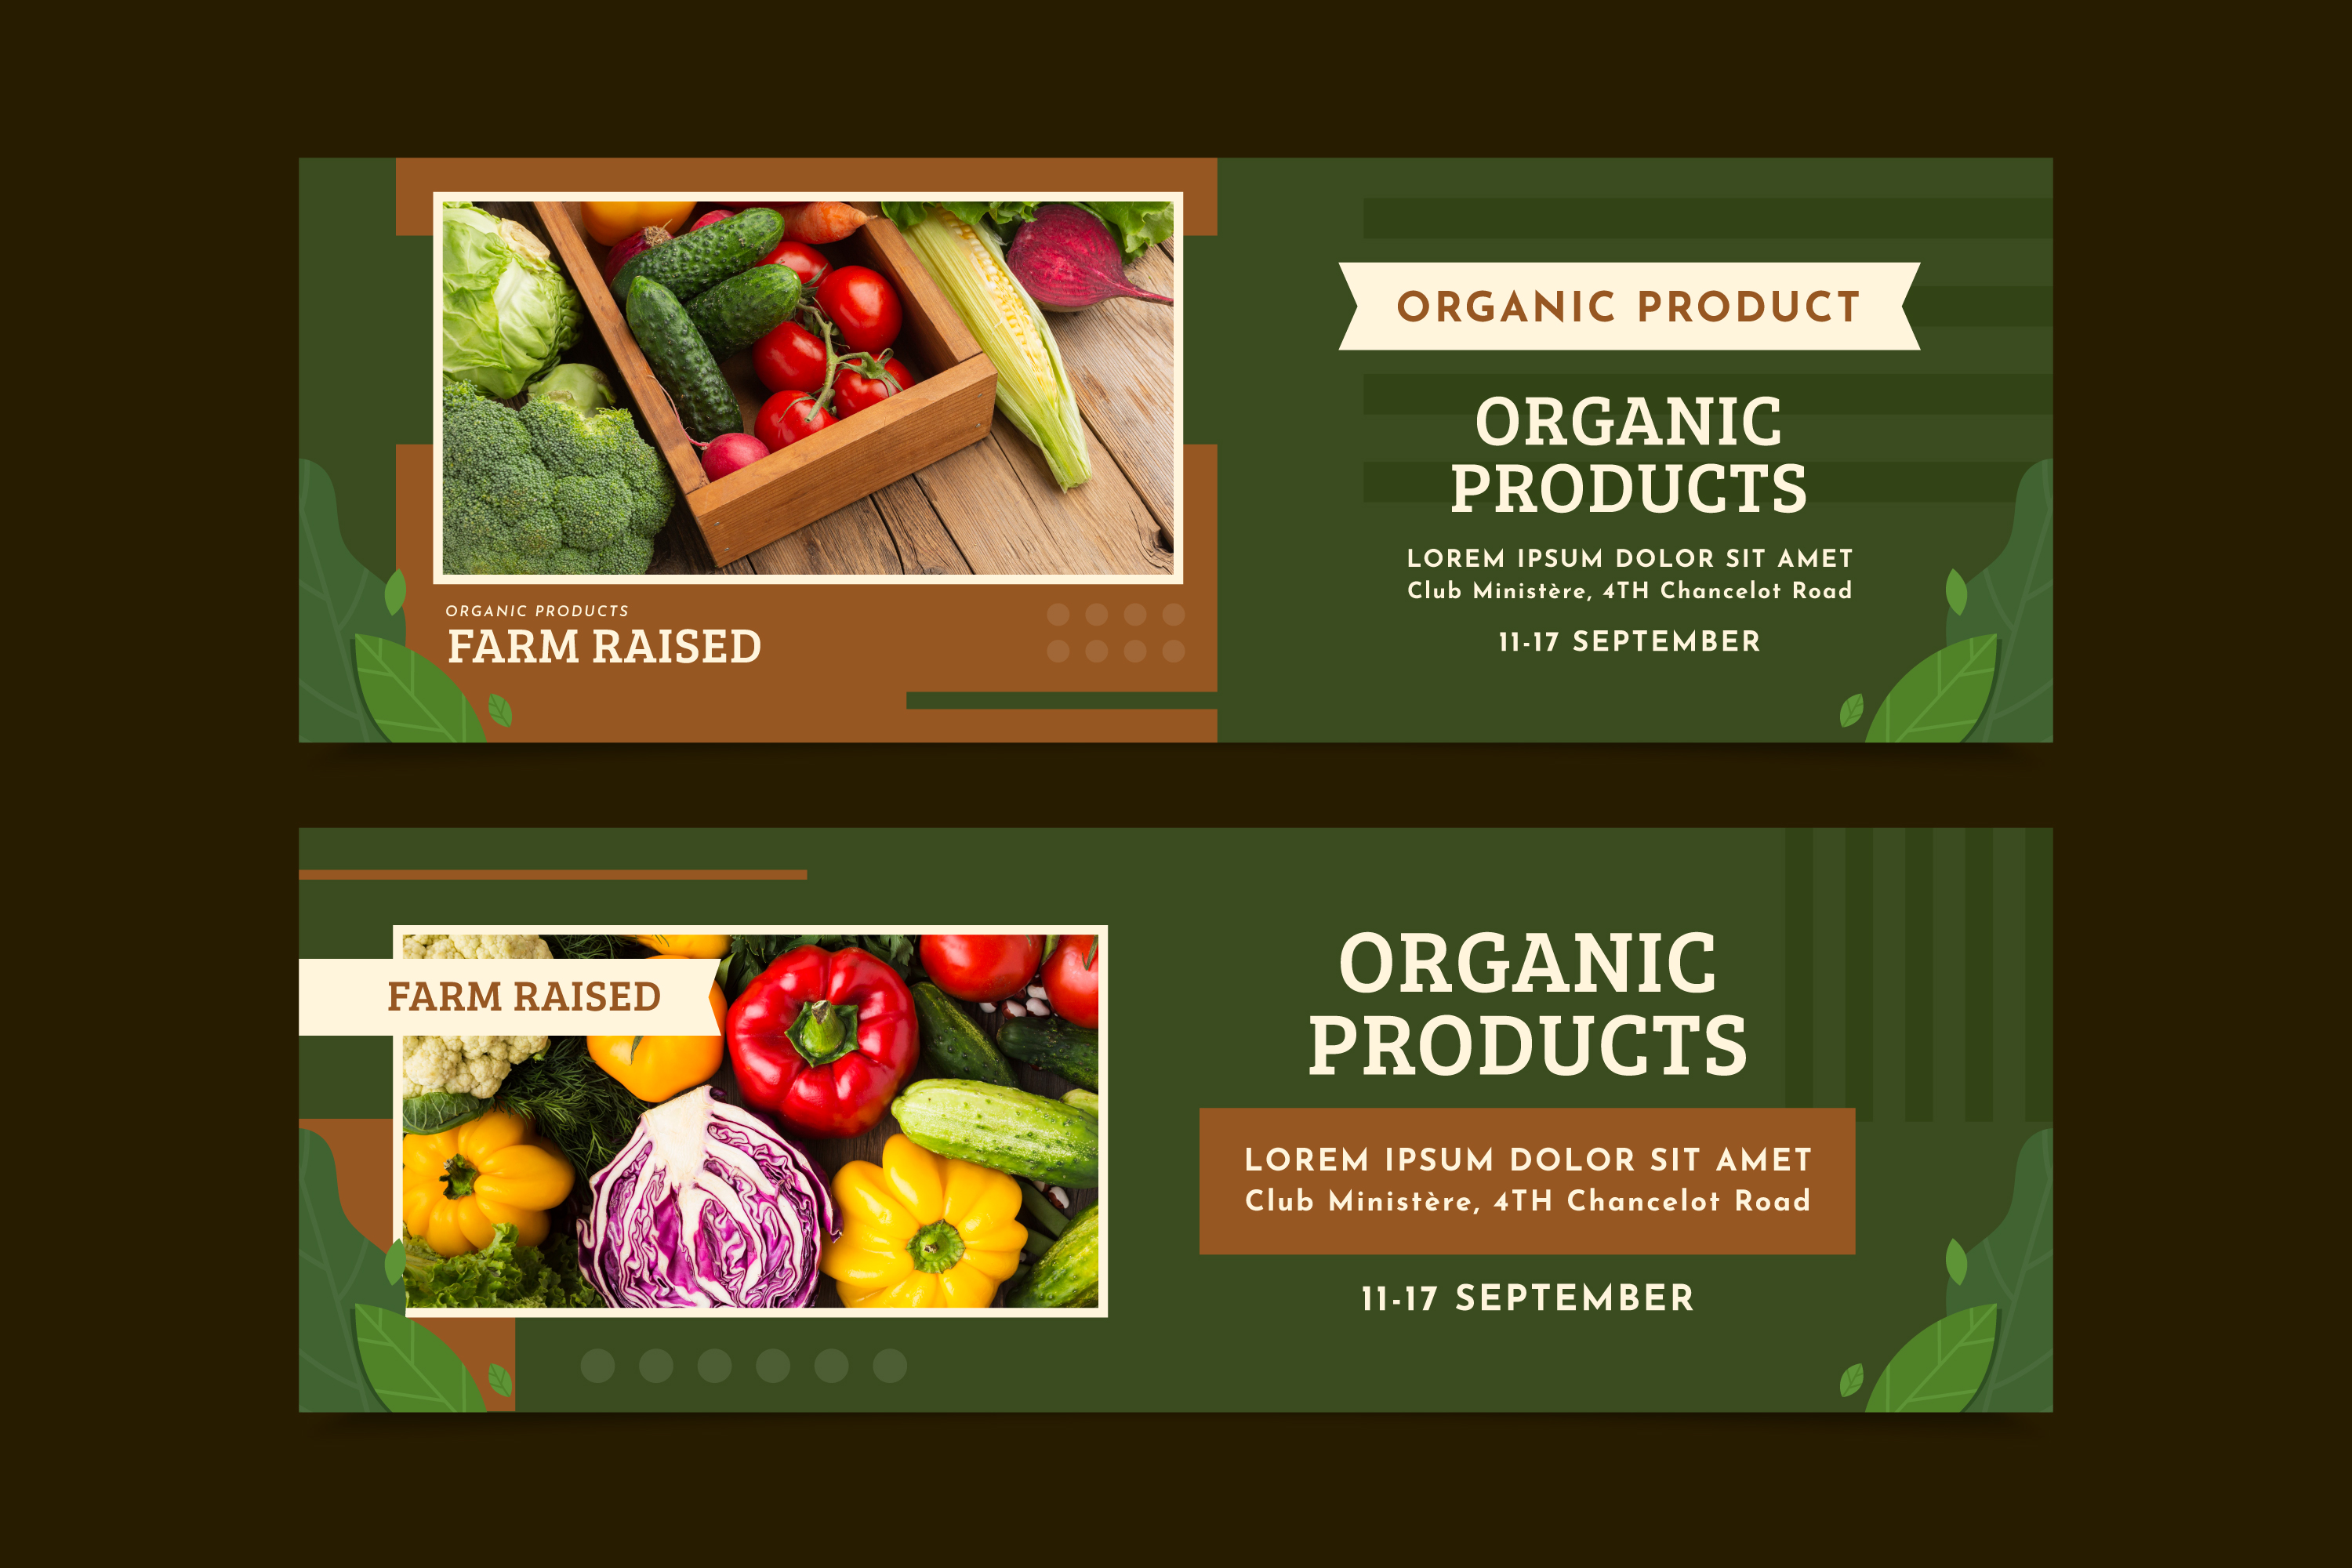 ORGANIC PRODUCTS
FARM RAISED
ORGANIC PRODUCT
ORGANIC
PRODUCTS
LOREM IPSUM DOLOR SIT AMET
Club Ministère, 4TH Chancelot Road
11-17 SEPTEMBER
FARM RAISED
ORGANIC
PRODUCTS
LOREM IPSUM DOLOR SIT AMET
Club Ministère, 4TH Chancelot Road
11-17 SEPTEMBER